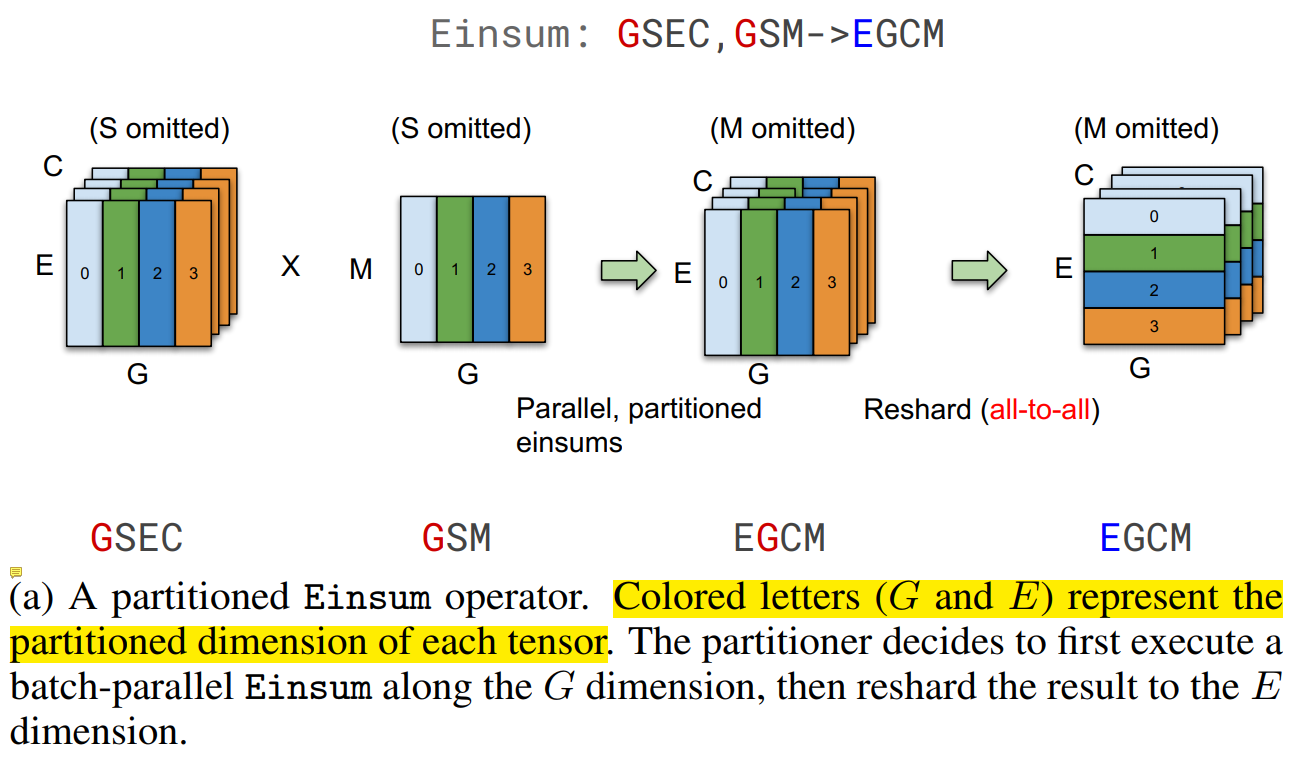 Einsum: GSEC,GSM->EGCM
(S omitted) (S omitted) (M omitted) (M omitted)
C C C
E 0 1 2 3 X M 0 1 2 3 E 0 1 2 3 E 0 1 2 3
G G G G
Parallel, partitioned
einsums
Reshard (all-to-all)
GSEC GSM EGCM EGCM
(a) A partitioned Einsum operator. Colored letters (G and E) represent the
partitioned dimension of each tensor. The partitioner decides to first execute a
batch-parallel Einsum along the G dimension, then reshard the result to the E
dimension.